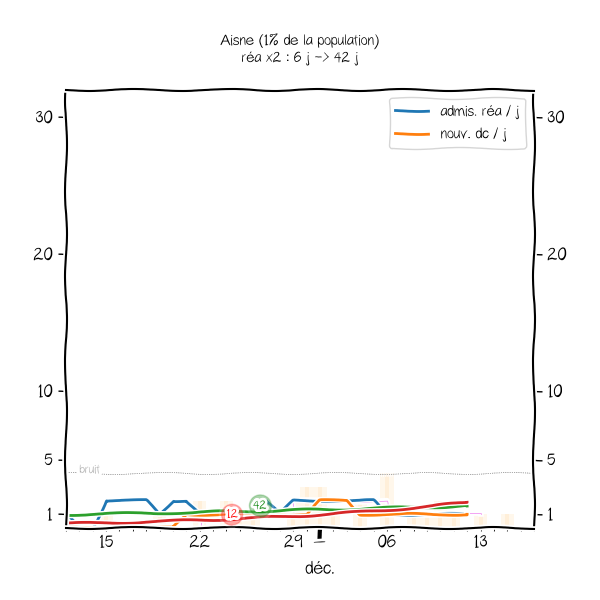 Aisne (1% de la population)
réa x2 : 6 j -> 42 j
admis. réa / j
nouv. dc / j
30 30
20 20
10 10
5 5
bruit
42
12
1 1
15 22 29 06 13
déc.